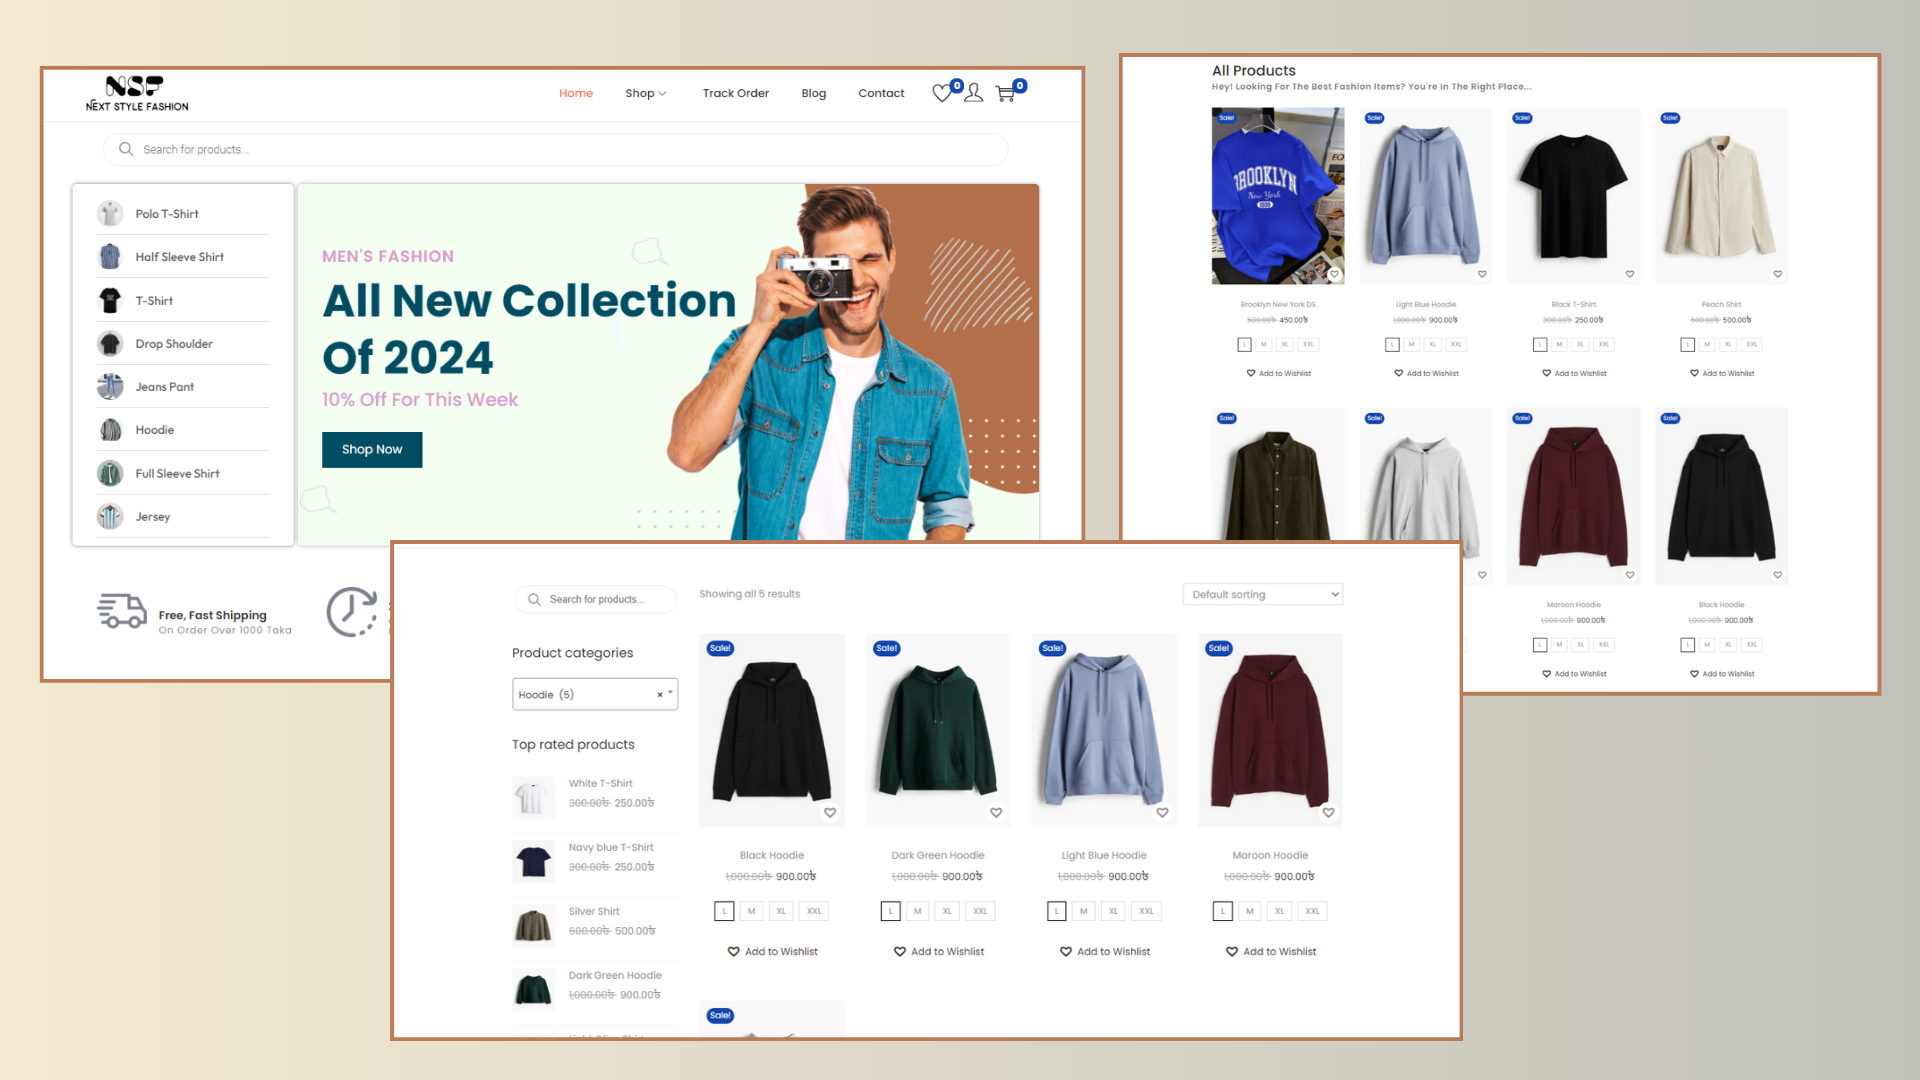 NSF
NEXT STYLE FASHION
Home
Shop
Track Order
Blog
Contact
0
0
Search for products...
Polo T-Shirt
Half Sleeve Shirt
T-Shirt
Drop Shoulder
Jeans Pant
Hoodie
Full Sleeve Shirt
Jersey
MEN'S FASHION
All New Collection
Of 2024
10% Off For This Week
Shop Now
Free, Fast Shipping
On Order Over 1000 Taka
All Products
Hey! Looking For The Best Fashion Items? You're In The Right Place...
Sale! Sale! Sale! Sale!
BROOKLYN
New York
Brooklyn New York DS Light Blue Hoodie Black T-Shirt Peach Shirt
500.00৳ 450.00৳ 1,000.00৳ 900.00৳ 300.00৳ 250.00৳ 600.00৳ 500.00৳
L M XL XXL L M XL XXL L M XL XXL L M XL XXL
Add to Wishlist Add to Wishlist Add to Wishlist Add to Wishlist
Sale! Sale! Sale! Sale!
Maroon Hoodie Black Hoodie
1,000.00৳ 900.00৳ 1,000.00৳ 900.00৳
L M XL XXL L M XL XXL
Add to Wishlist Add to Wishlist
Search for products...
Product categories
Hoodie (5)
× 
Top rated products
White T-Shirt
300.00৳ 250.00৳
Navy blue T-Shirt
300.00৳ 250.00৳
Silver Shirt
600.00৳ 500.00৳
Dark Green Hoodie
1,000.00৳ 900.00৳
Showing all 5 results
Default sorting
Sale! Sale! Sale! Sale!
Black Hoodie Dark Green Hoodie Light Blue Hoodie Maroon Hoodie
1,000.00৳ 900.00৳ 1,000.00৳ 900.00৳ 1,000.00৳ 900.00৳ 1,000.00৳ 900.00৳
L M XL XXL L M XL XXL L M XL XXL L M XL XXL
Add to Wishlist Add to Wishlist Add to Wishlist Add to Wishlist
Sale!